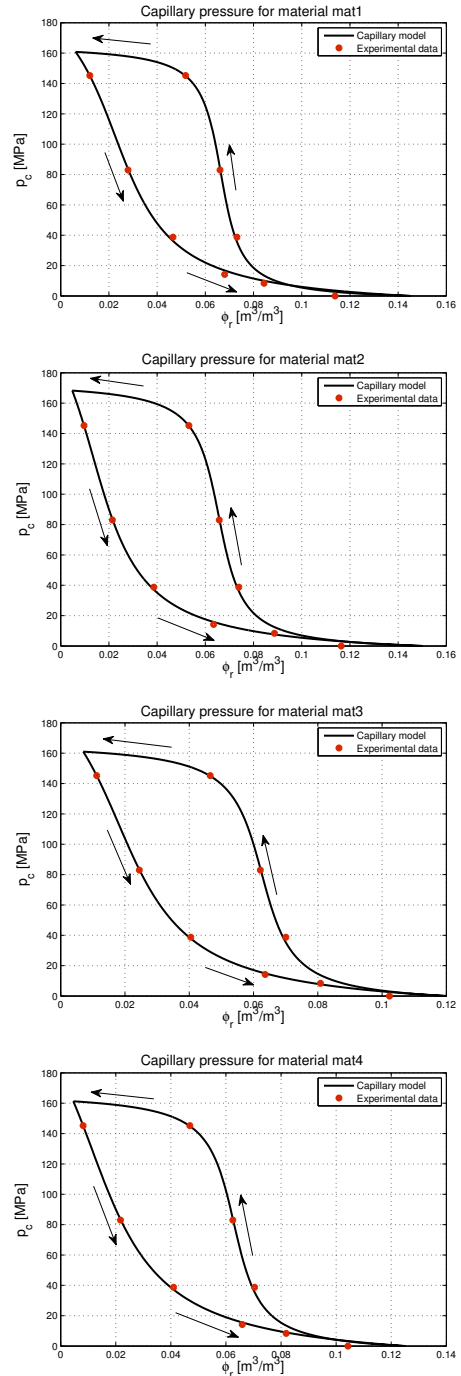 Capillary pressure for material mat1
180
160
140
120
100
80
60
40
20
0
p_c [MPa]
Capillary model
Experimental data
0 0.02 0.04 0.06 0.08 0.1 0.12 0.14 0.16
ϕ_r [m³/m³]
Capillary pressure for material mat2
180
160
140
120
100
80
60
40
20
0
p_c [MPa]
Capillary model
Experimental data
0 0.02 0.04 0.06 0.08 0.1 0.12 0.14 0.16
ϕ_r [m³/m³]
Capillary pressure for material mat3
180
160
140
120
100
80
60
40
20
0
p_c [MPa]
Capillary model
Experimental data
0 0.02 0.04 0.06 0.08 0.1 0.12
ϕ_r [m³/m³]
Capillary pressure for material mat4
180
160
140
120
100
80
60
40
20
0
p_c [MPa]
Capillary model
Experimental data
0 0.02 0.04 0.06 0.08 0.1 0.12 0.14
ϕ_r [m³/m³]